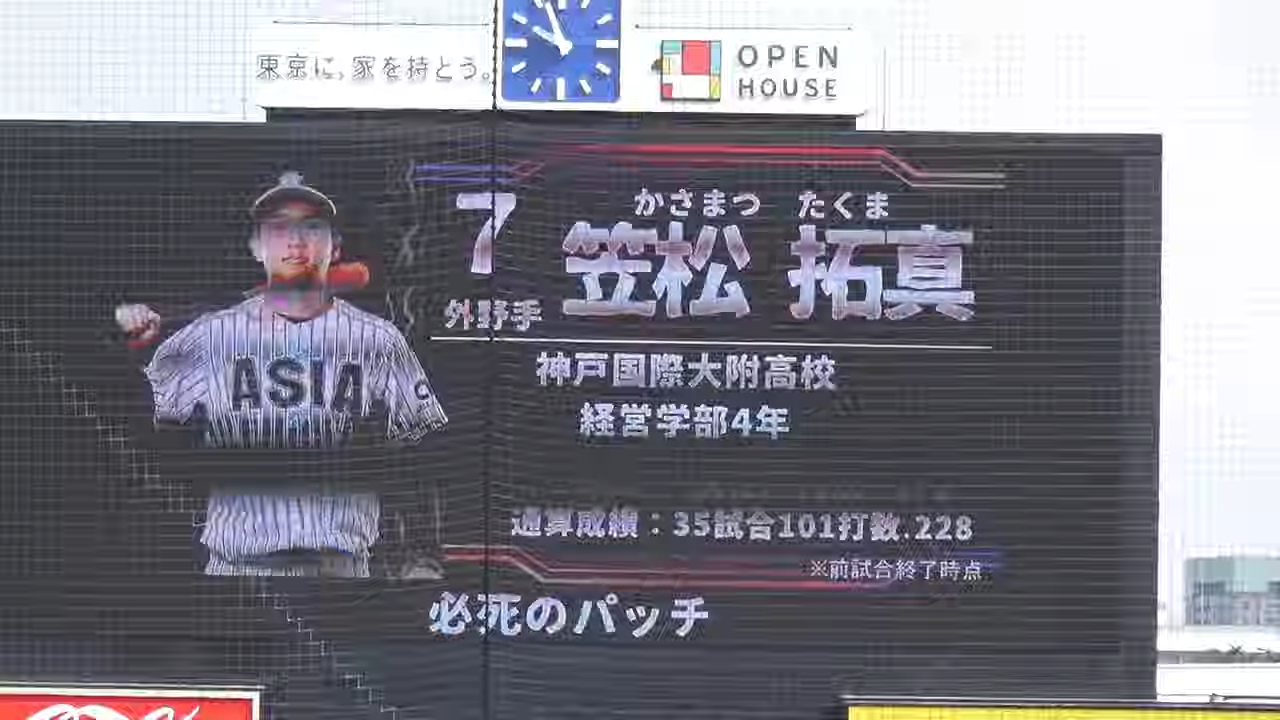 東京に、家を持とう。
OPEN
HOUSE
7
かさまつ たくま
笠松 拓真
外野手
ASIA
神戸国際大附高校
経営学部4年
通算成績：35試合101打数.228
※前試合終了時点
必死のパッチ